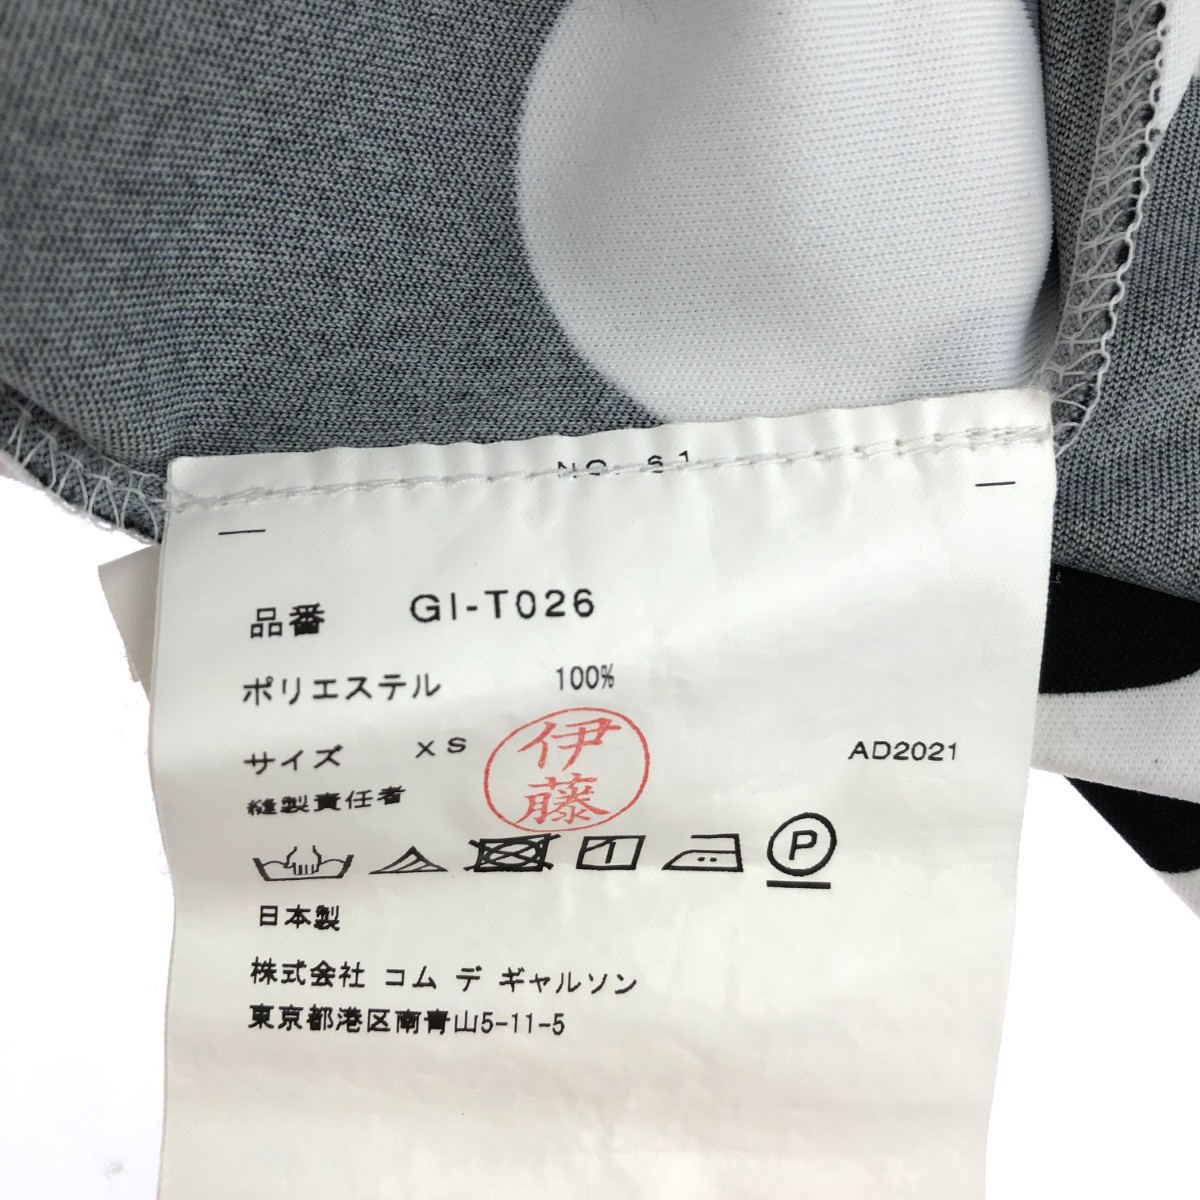 NO. 61
品番 GI-T026
ポリエステル 100%
サイズ XS
伊藤
AD2021
縫製責任者
P
日本製
株式会社 コム デ ギャルソン
東京都港区南青山5-11-5